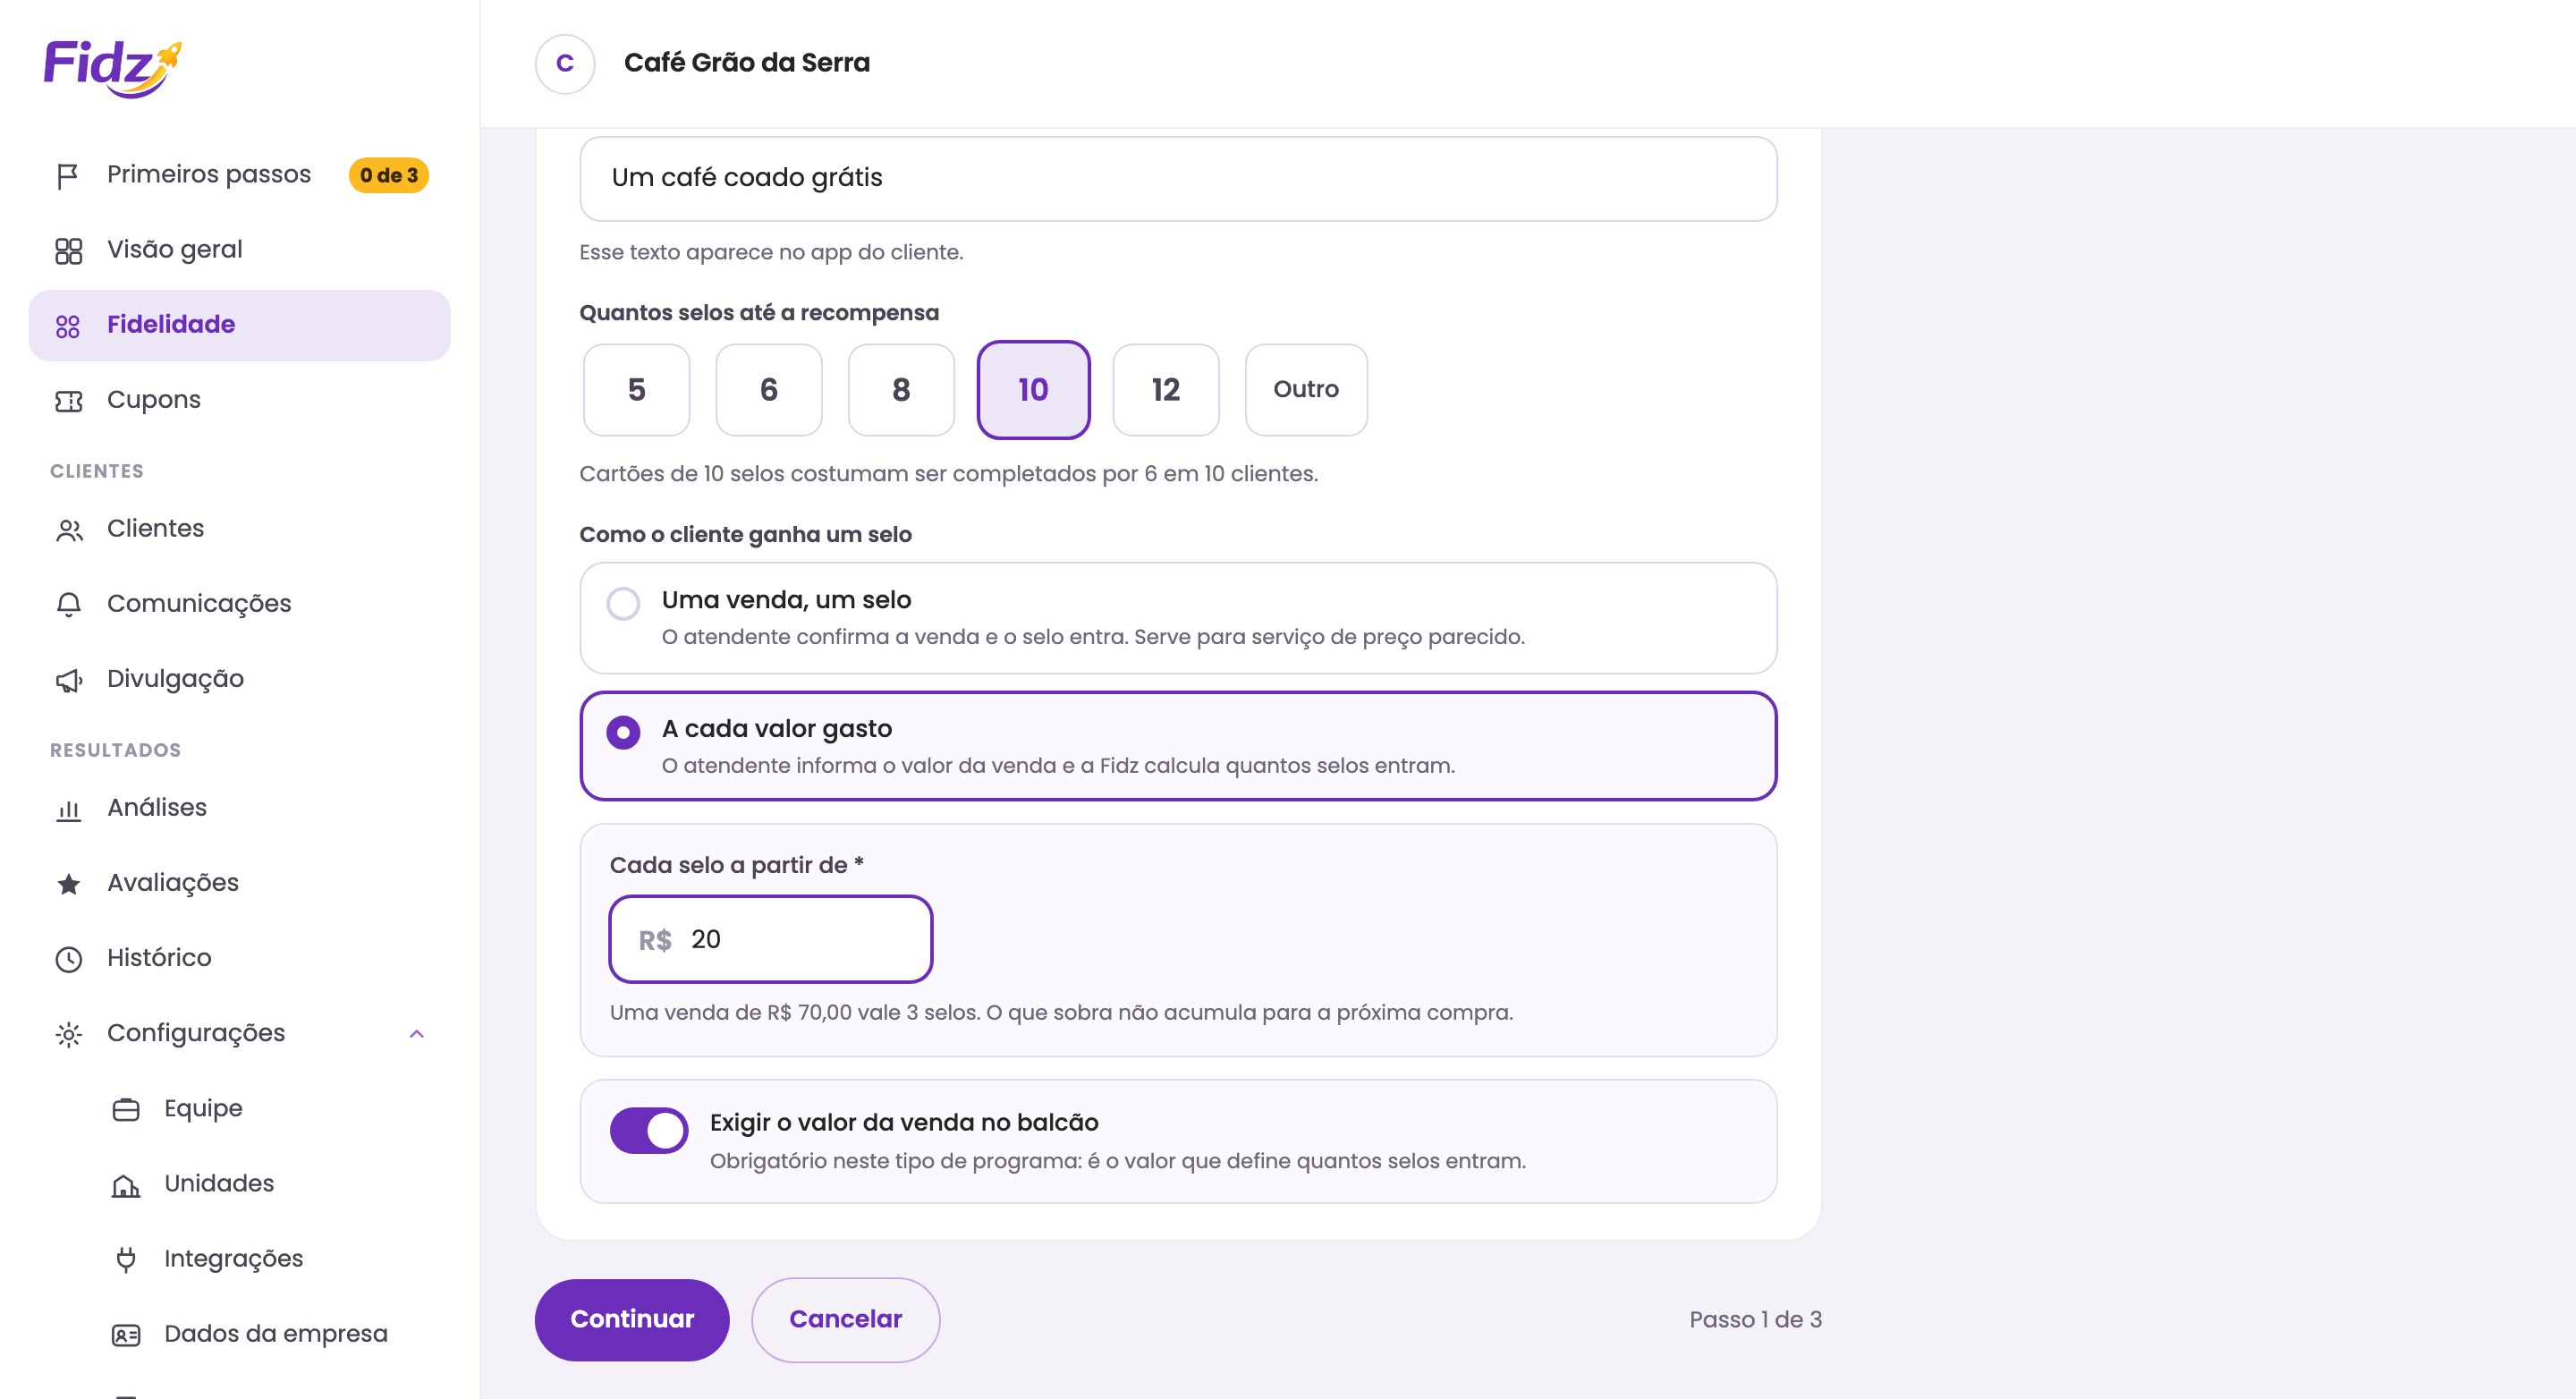 Fidz
Primeiros passos
0 de 3
Visão geral
Fidelidade
Cupons
CLIENTES
Clientes
Comunicações
Divulgação
RESULTADOS
Análises
Avaliações
Histórico
Configurações
Equipe
Unidades
Integrações
Dados da empresa
C
Café Grão da Serra
Um café coado grátis
Esse texto aparece no app do cliente.
Quantos selos até a recompensa
5
6
8
10
12
Outro
Cartões de 10 selos costumam ser completados por 6 em 10 clientes.
Como o cliente ganha um selo
Uma venda, um selo
O atendente confirma a venda e o selo entra. Serve para serviço de preço parecido.
A cada valor gasto
O atendente informa o valor da venda e a Fidz calcula quantos selos entram.
Cada selo a partir de *
R$ 20
Uma venda de R$ 70,00 vale 3 selos. O que sobra não acumula para a próxima compra.
Exigir o valor da venda no balcão
Obrigatório neste tipo de programa: é o valor que define quantos selos entram.
Continuar
Cancelar
Passo 1 de 3